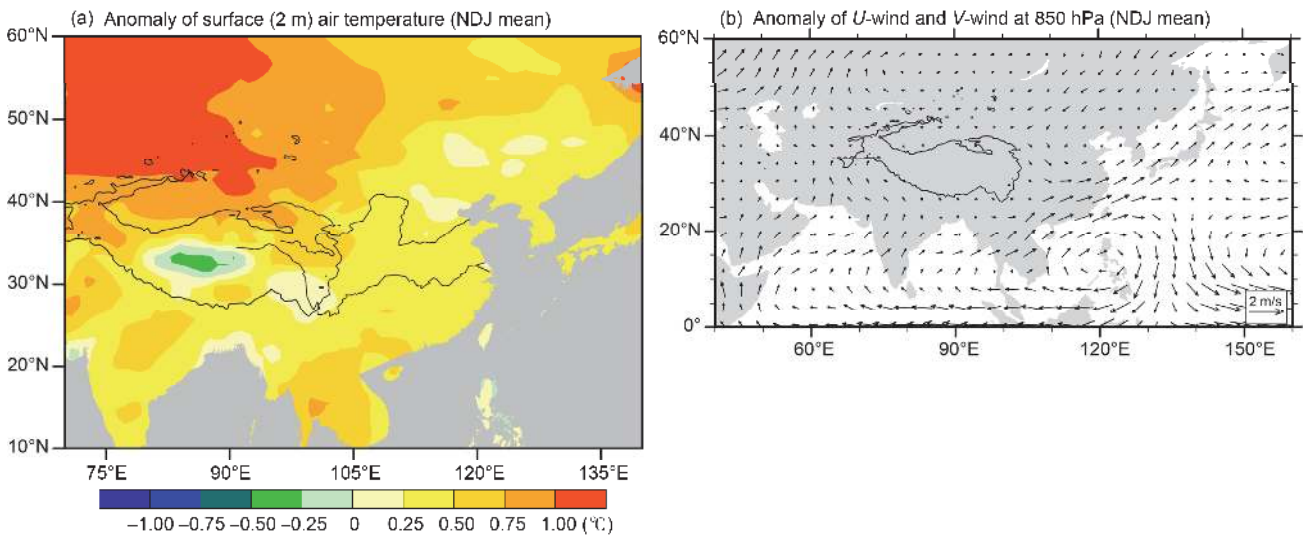 (a) Anomaly of surface (2 m) air temperature (NDJ mean)
60°N
50°N
40°N
30°N
20°N
10°N
75°E 90°E 105°E 120°E 135°E
−1.00 −0.75 −0.50 −0.25 0 0.25 0.50 0.75 1.00 (℃)
(b) Anomaly of U-wind and V-wind at 850 hPa (NDJ mean)
60°N
40°N
20°N
0°
2 m/s
60°E 90°E 120°E 150°E